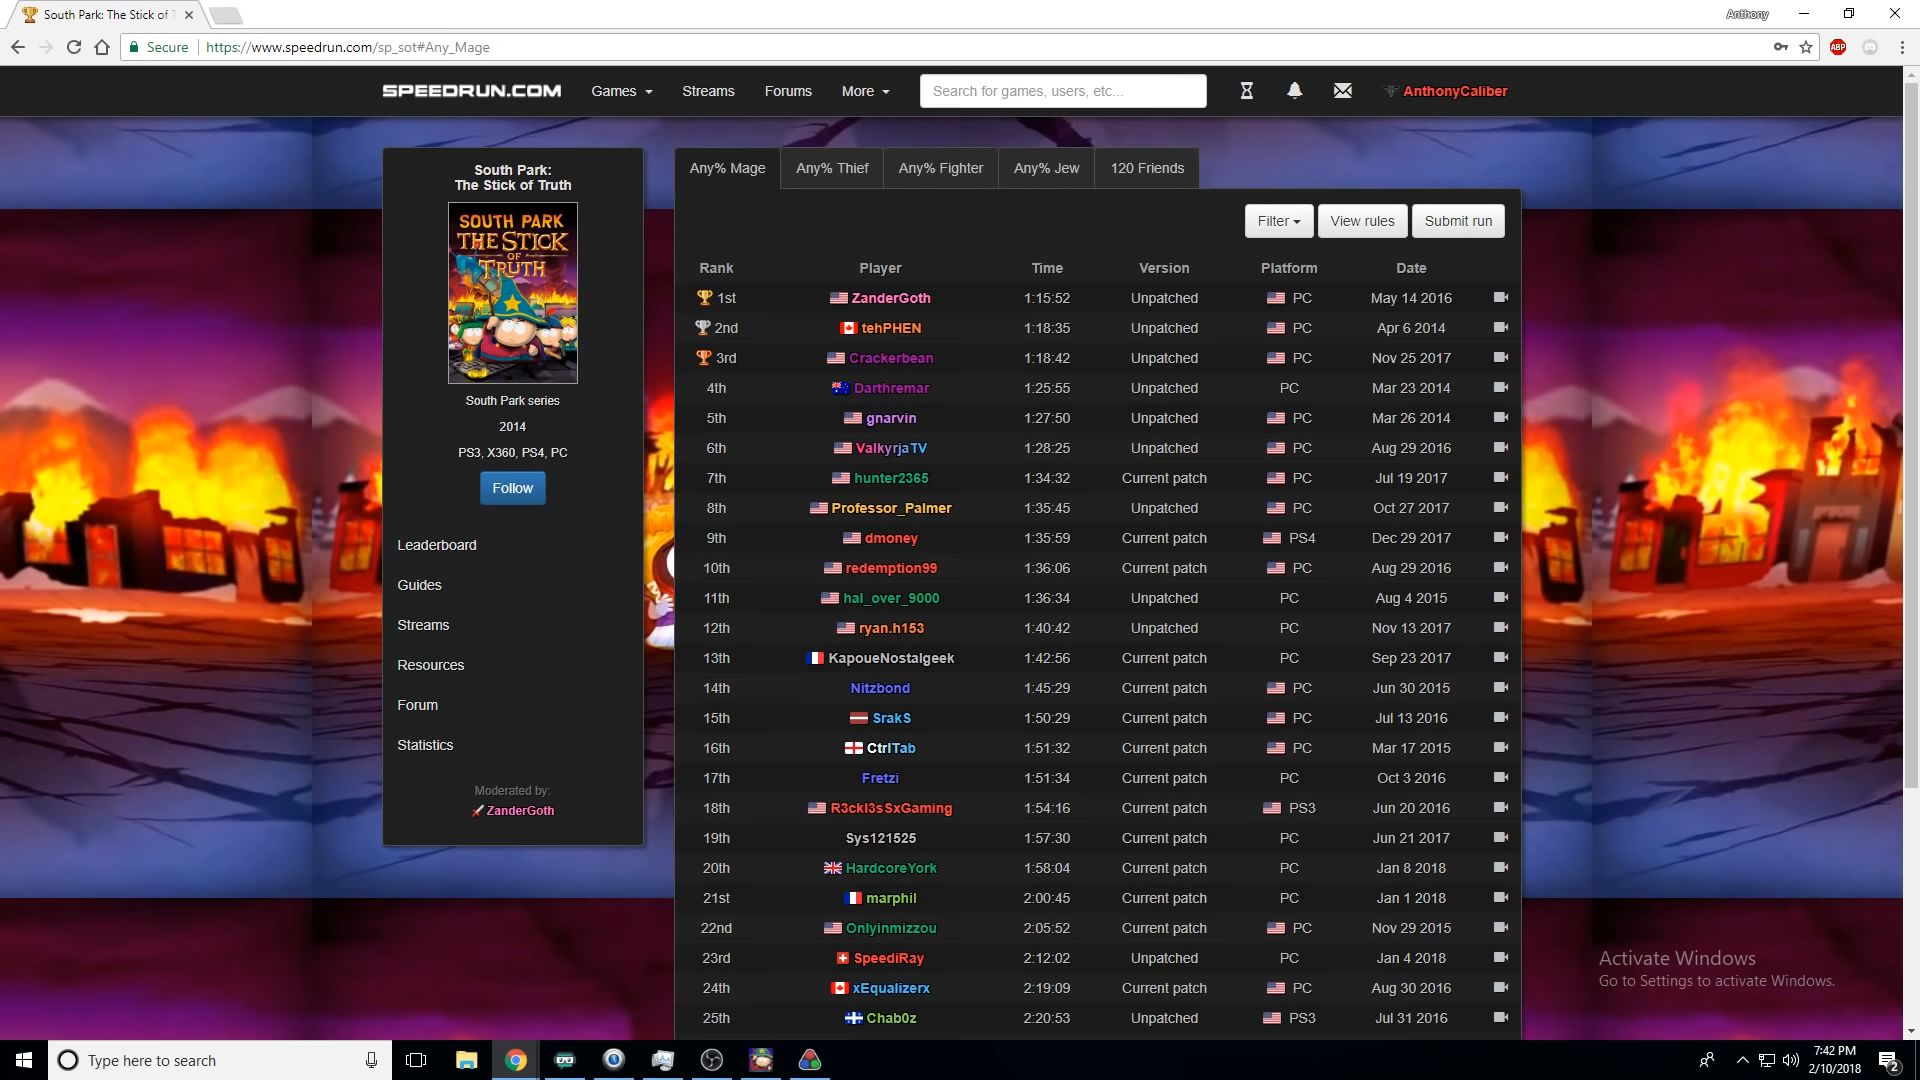 South Park: The Stick of T
Anthony
Secure
https://www.speedrun.com/sp_sot#Any_Mage
ABP
SPEEDRUN.COM
Games
Streams
Forums
More
Search for games, users, etc...
AnthonyCaliber
South Park:
The Stick of Truth
SOUTH PARK
THE STICK
OF
TRUTH
South Park series
2014
PS3, X360, PS4, PC
Follow
Leaderboard
Guides
Streams
Resources
Forum
Statistics
Moderated by:
ZanderGoth
Any% Mage
Any% Thief
Any% Fighter
Any% Jew
120 Friends
Filter
View rules
Submit run
Rank Player Time Version Platform Date
1st ZanderGoth 1:15:52 Unpatched PC May 14 2016
2nd tehPHEN 1:18:35 Unpatched PC Apr 6 2014
3rd Crackerbean 1:18:42 Unpatched PC Nov 25 2017
4th Darthremar 1:25:55 Unpatched PC Mar 23 2014
5th gnarvin 1:27:50 Unpatched PC Mar 26 2014
6th ValkyrjaTV 1:28:25 Unpatched PC Aug 29 2016
7th hunter2365 1:34:32 Current patch PC Jul 19 2017
8th Professor_Palmer 1:35:45 Unpatched PC Oct 27 2017
9th dmoney 1:35:59 Current patch PS4 Dec 29 2017
10th redemption99 1:36:06 Current patch PC Aug 29 2016
11th hal_over_9000 1:36:34 Unpatched PC Aug 4 2015
12th ryan.h153 1:40:42 Unpatched PC Nov 13 2017
13th KapoueNostalgeek 1:42:56 Current patch PC Sep 23 2017
14th Nitzbond 1:45:29 Current patch PC Jun 30 2015
15th SrakS 1:50:29 Current patch PC Jul 13 2016
16th CtrlTab 1:51:32 Current patch PC Mar 17 2015
17th Fretzi 1:51:34 Current patch PC Oct 3 2016
18th R3ckl3sSxGaming 1:54:16 Current patch PS3 Jun 20 2016
19th Sys121525 1:57:30 Current patch PC Jun 21 2017
20th HardcoreYork 1:58:04 Current patch PC Jan 8 2018
21st marphil 2:00:45 Current patch PC Jan 1 2018
22nd Onlyinmizzou 2:05:52 Current patch PC Nov 29 2015
23rd SpeediRay 2:12:02 Unpatched PC Jan 4 2018
24th xEqualizerx 2:19:09 Current patch PC Aug 30 2016
25th Chab0z 2:20:53 Unpatched PS3 Jul 31 2016
Activate Windows
Go to Settings to activate Windows.
Type here to search
7:42 PM
2/10/2018
2